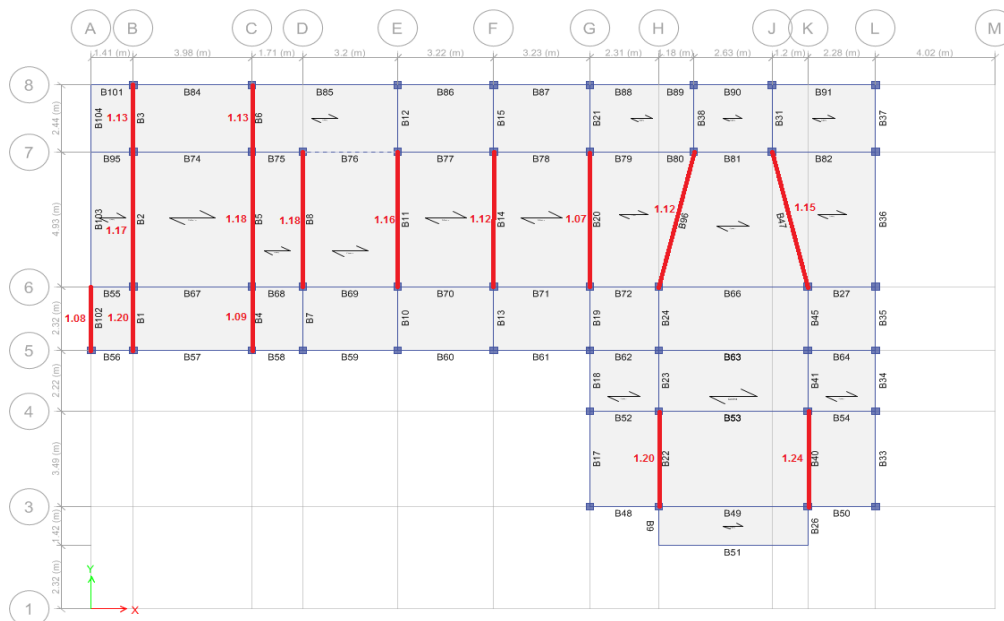 A B C D E F G H J K L M
1.41 (m) 3.98 (m) 1.71 (m) 3.2 (m) 3.22 (m) 3.23 (m) 2.31 (m) 1.18 (m) 2.63 (m) 1.2 (m) 2.28 (m) 4.02 (m)
8
B101 B84 B85 B86 B87 B88 B89 B90 B91
2.44 (m) B104 1.13 B3 1.13 B6 B12 B15 B21 B38 B31 B37
7
B95 B74 B75 B76 B77 B78 B79 B80 B81 B82
4.93 (m) B103 1.17 B2 1.18 B5 1.18 B8 1.16 B11 1.12 B14 1.07 B20 1.12 B96 B47 1.15 B36
6
B55 B67 B68 B69 B70 B71 B72 B66 B27
2.32 (m) 1.08 B102 1.20 B1 1.09 B4 B7 B10 B13 B19 B24 B45 B35
5
B56 B57 B58 B59 B60 B61 B62 B63 B64
2.22 (m) B18 B23 B41 B34
4
B52 B53 B54
3.49 (m) B17 1.20 B22 1.24 B40 B33
3
B48 B49 B50
1.42 (m) B9 B26
B51
2.32 (m)
Y
X
1